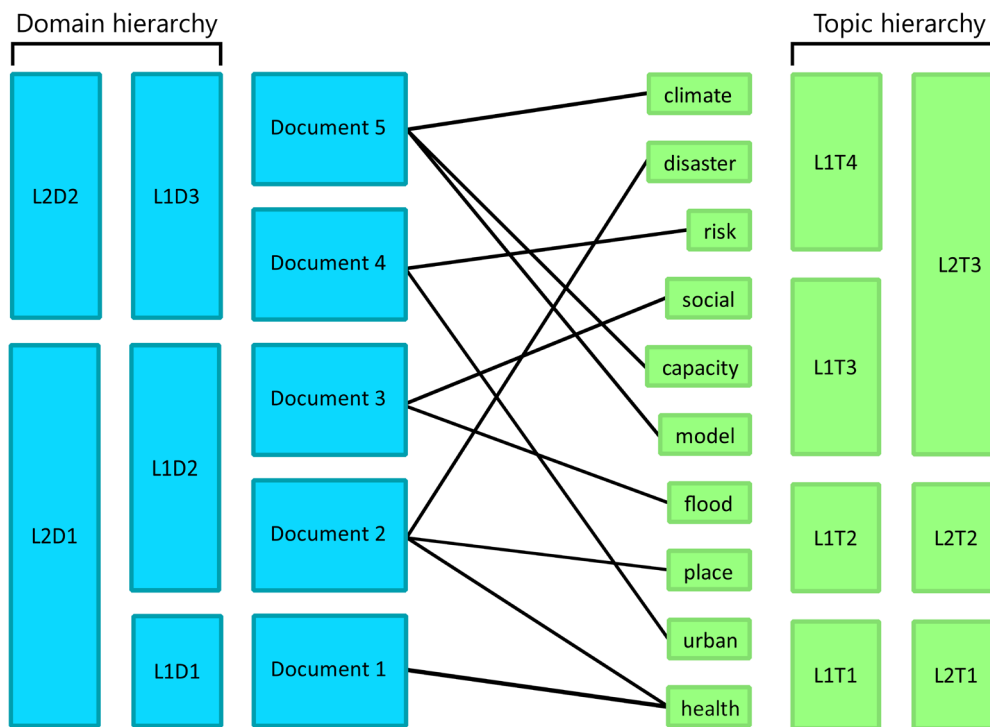 Domain hierarchy
Topic hierarchy
L2D2
L1D3
L2D1
L1D2
L1D1
Document 5
Document 4
Document 3
Document 2
Document 1
climate
disaster
risk
social
capacity
model
flood
place
urban
health
L1T4
L1T3
L1T2
L1T1
L2T3
L2T2
L2T1